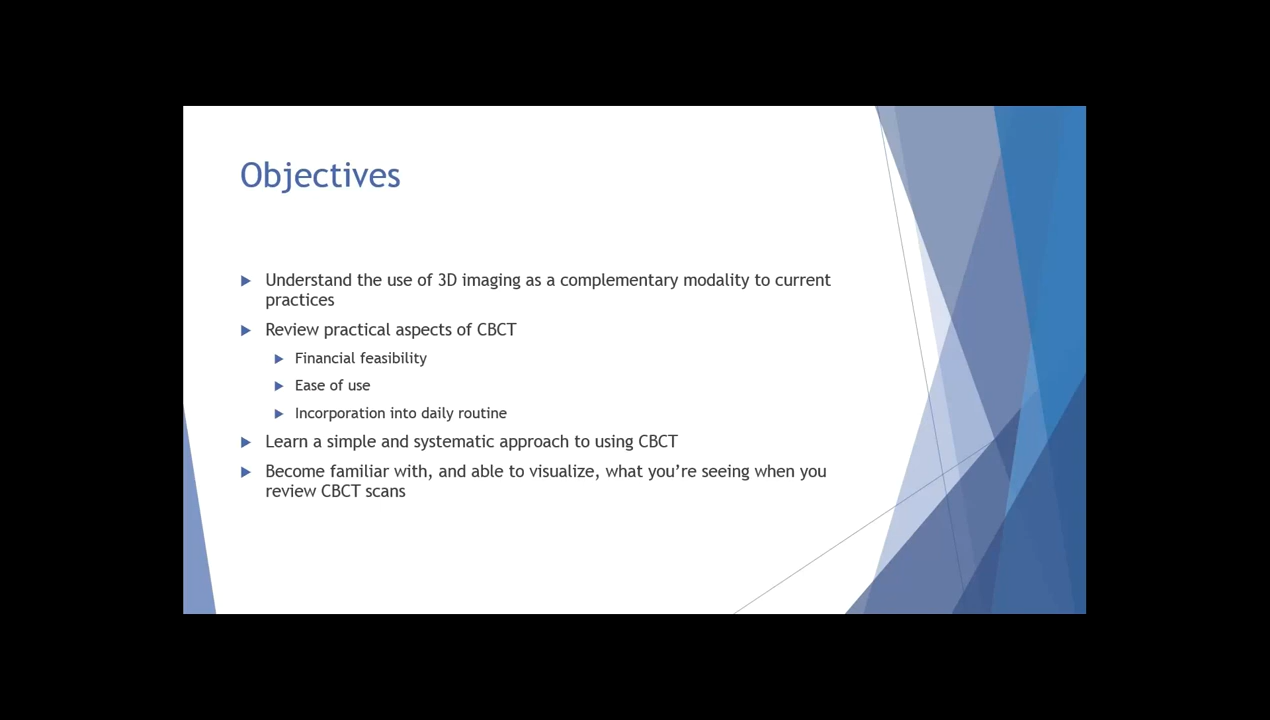 Objectives
Understand the use of 3D imaging as a complementary modality to current
practices
Review practical aspects of CBCT
Financial feasibility
Ease of use
Incorporation into daily routine
Learn a simple and systematic approach to using CBCT
Become familiar with, and able to visualize, what you’re seeing when you
review CBCT scans